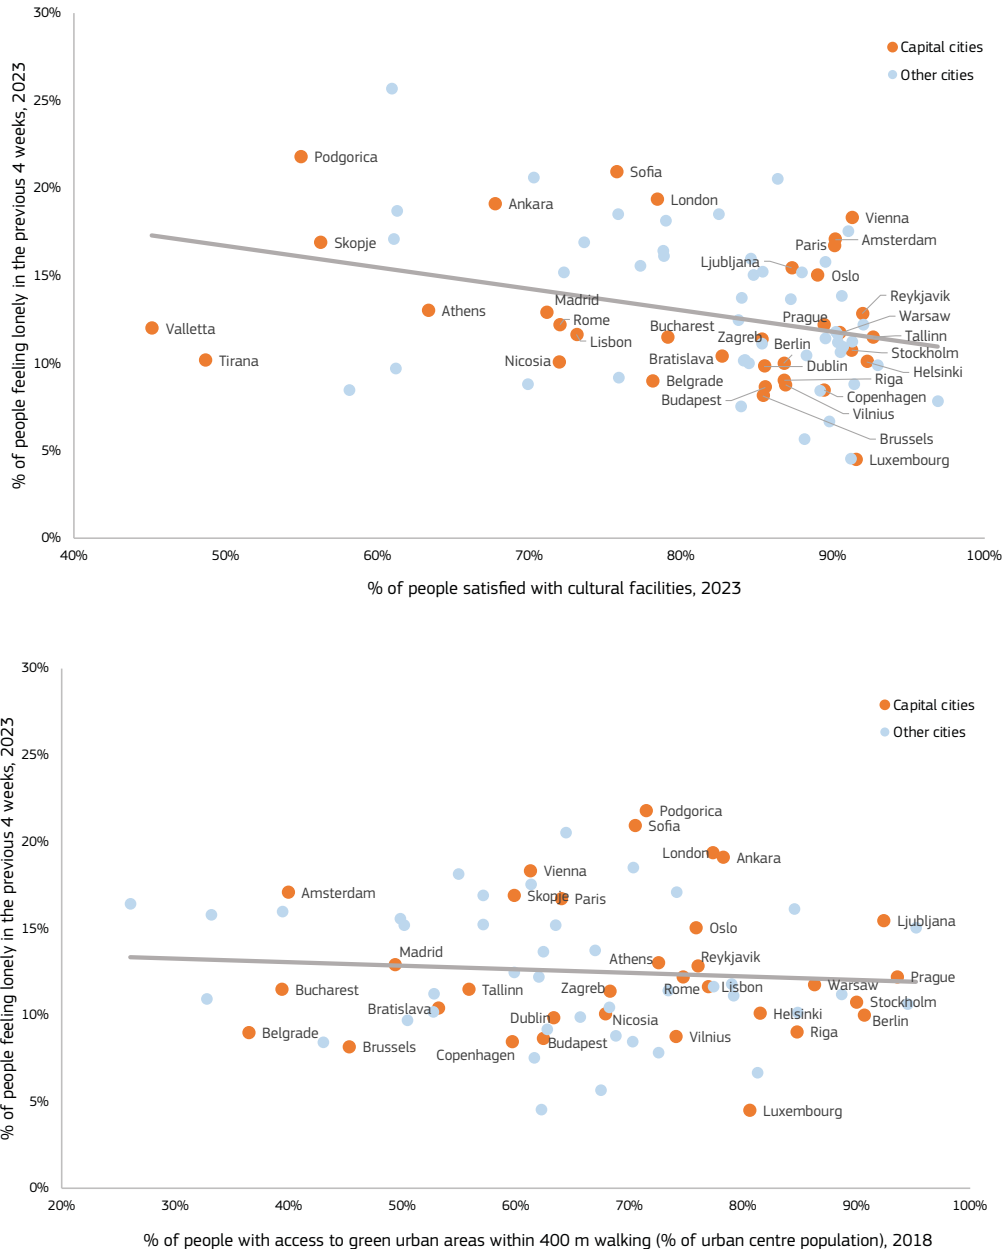 30%
Capital cities
Other cities
25%
Podgorica
Sofia
20%
Ankara
London
Vienna
Skopje
Paris
Amsterdam
Ljubljana
Oslo
15%
Reykjavik
Madrid
Athens
Rome
Prague
Warsaw
Valletta
Bucharest
Zagreb
Tallinn
Lisbon
Berlin
Stockholm
Tirana
Nicosia
Bratislava
Dublin
Helsinki
10%
Belgrade
Riga
Budapest
Copenhagen
Vilnius
Brussels
5%
Luxembourg
0%
40%
50%
60%
70%
80%
90%
100%
% of people satisfied with cultural facilities, 2023
% of people feeling lonely in the previous 4 weeks, 2023
30%
Capital cities
Other cities
25%
Podgorica
Sofia
20%
London
Ankara
Vienna
Amsterdam
Skopje
Paris
Ljubljana
15%
Oslo
Madrid
Athens
Reykjavik
Prague
Bucharest
Tallinn
Zagreb
Rome
Lisbon
Warsaw
Bratislava
Stockholm
10%
Dublin
Nicosia
Helsinki
Berlin
Belgrade
Brussels
Copenhagen
Budapest
Vilnius
Riga
5%
Luxembourg
0%
20%
30%
40%
50%
60%
70%
80%
90%
100%
% of people with access to green urban areas within 400 m walking (% of urban centre population), 2018
% of people feeling lonely in the previous 4 weeks, 2023